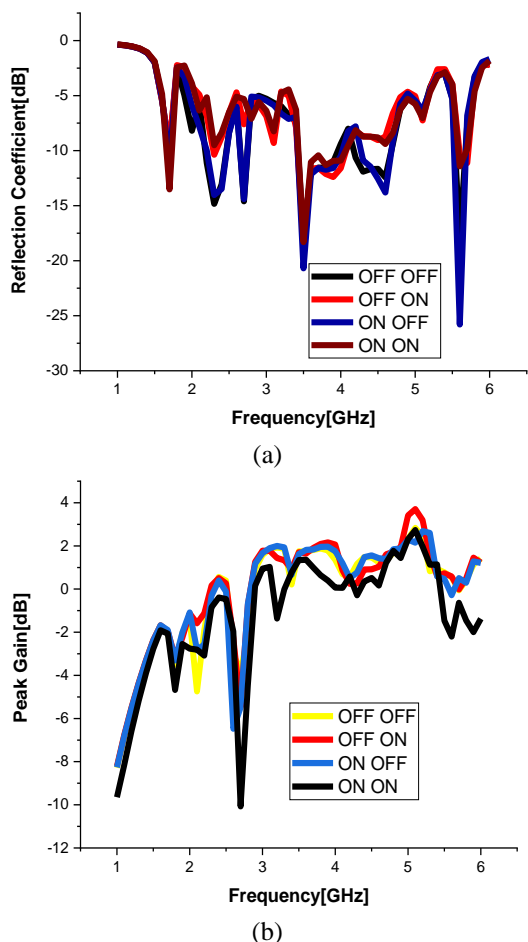 0
-5
-10
-15
-20
-25
-30
Reflection Coefficient[dB]
OFF OFF
OFF ON
ON OFF
ON ON
1 2 3 4 5 6
Frequency[GHz]
(a)
4
2
0
-2
-4
-6
-8
-10
-12
Peak Gain[dB]
OFF OFF
OFF ON
ON OFF
ON ON
1 2 3 4 5 6
Frequency[GHz]
(b)